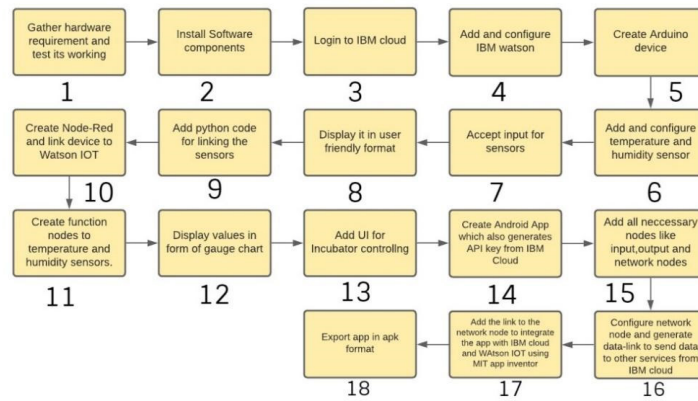 Gather hardware
requirement and
test its working
1
Install Software
components
2
Login to IBM cloud
3
Add and configure
IBM watson
4
Create Arduino
device
5
Add and configure
temperature and
humidity sensor
6
Accept input for
sensors
7
Display it in user
friendly format
8
Add python code
for linking the
sensors
9
Create Node-Red
and link device to
Watson IOT
10
Create function
nodes to
temperature and
humidity sensors.
11
Display values in
form of gauge chart
12
Add UI for
Incubator controllng
13
Create Android App
which also generates
API key from IBM
Cloud
14
Add all neccessary
nodes like
input,output and
network nodes
15
Configure network
node and generate
data-link to send data
to other services from
IBM cloud
16
Add the link to the
network node to integrate
the app with IBM cloud
and WAtson IOT using
MIT app inventor
17
Export app in apk
format
18